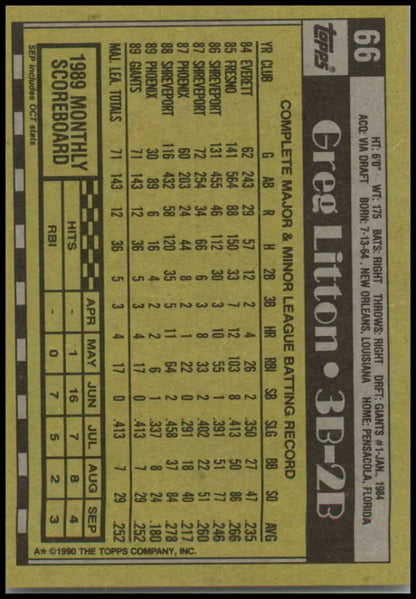 66
Topps
HT: 6'0" WT: 175 BATS: RIGHT THROWS: RIGHT DRFT: GIANTS #1-JAN., 1984
ACQ: VIA DRAFT BORN: 7-13-64, NEW ORLEANS, LOUISIANA HOME: PENSACOLA, FLORIDA
Greg Litton • 3B-2B
COMPLETE MAJOR & MINOR LEAGUE BATTING RECORD
YR CLUB G AB R H 2B 3B HR RBI SB SLG BB SO AVG
84 EVERETT 62 243 29 57 12 2 4 26 2 .350 27 47 .235
85 FRESNO 141 564 88 150 33 7 12 103 8 50 86 .266
86 SHREVEPORT 131 455 46 112 30 3 10 55 1 .391 77 .246
87 SHREVEPORT 72 254 34 66 6 3 8 33 2 .402 22 51 .260
87 PHOENIX 60 203 24 44 8 2 1 22 0 .291 18 40 .217
88 SHREVEPORT 116 432 58 120 35 5 11 64 2 .458 37 84 .278
89 PHOENIX 30 89 6 16 4 2 2 6 1 .337 8 .180
89 GIANTS 71 143 12 36 5 3 4 17 0 .413 7 29 .252
MAJ. LEA. TOTALS 71 143 12 36 5 3 4 17 0 .413 7 29 .252
1989 MONTHLY SCOREBOARD
APR MAY JUN JUL AUG SEP
HITS - 1 16 7 8 4
RBI - 0 7 5 2 3
SEP includes OCT stats
A* ©1990 THE TOPPS COMPANY, INC.